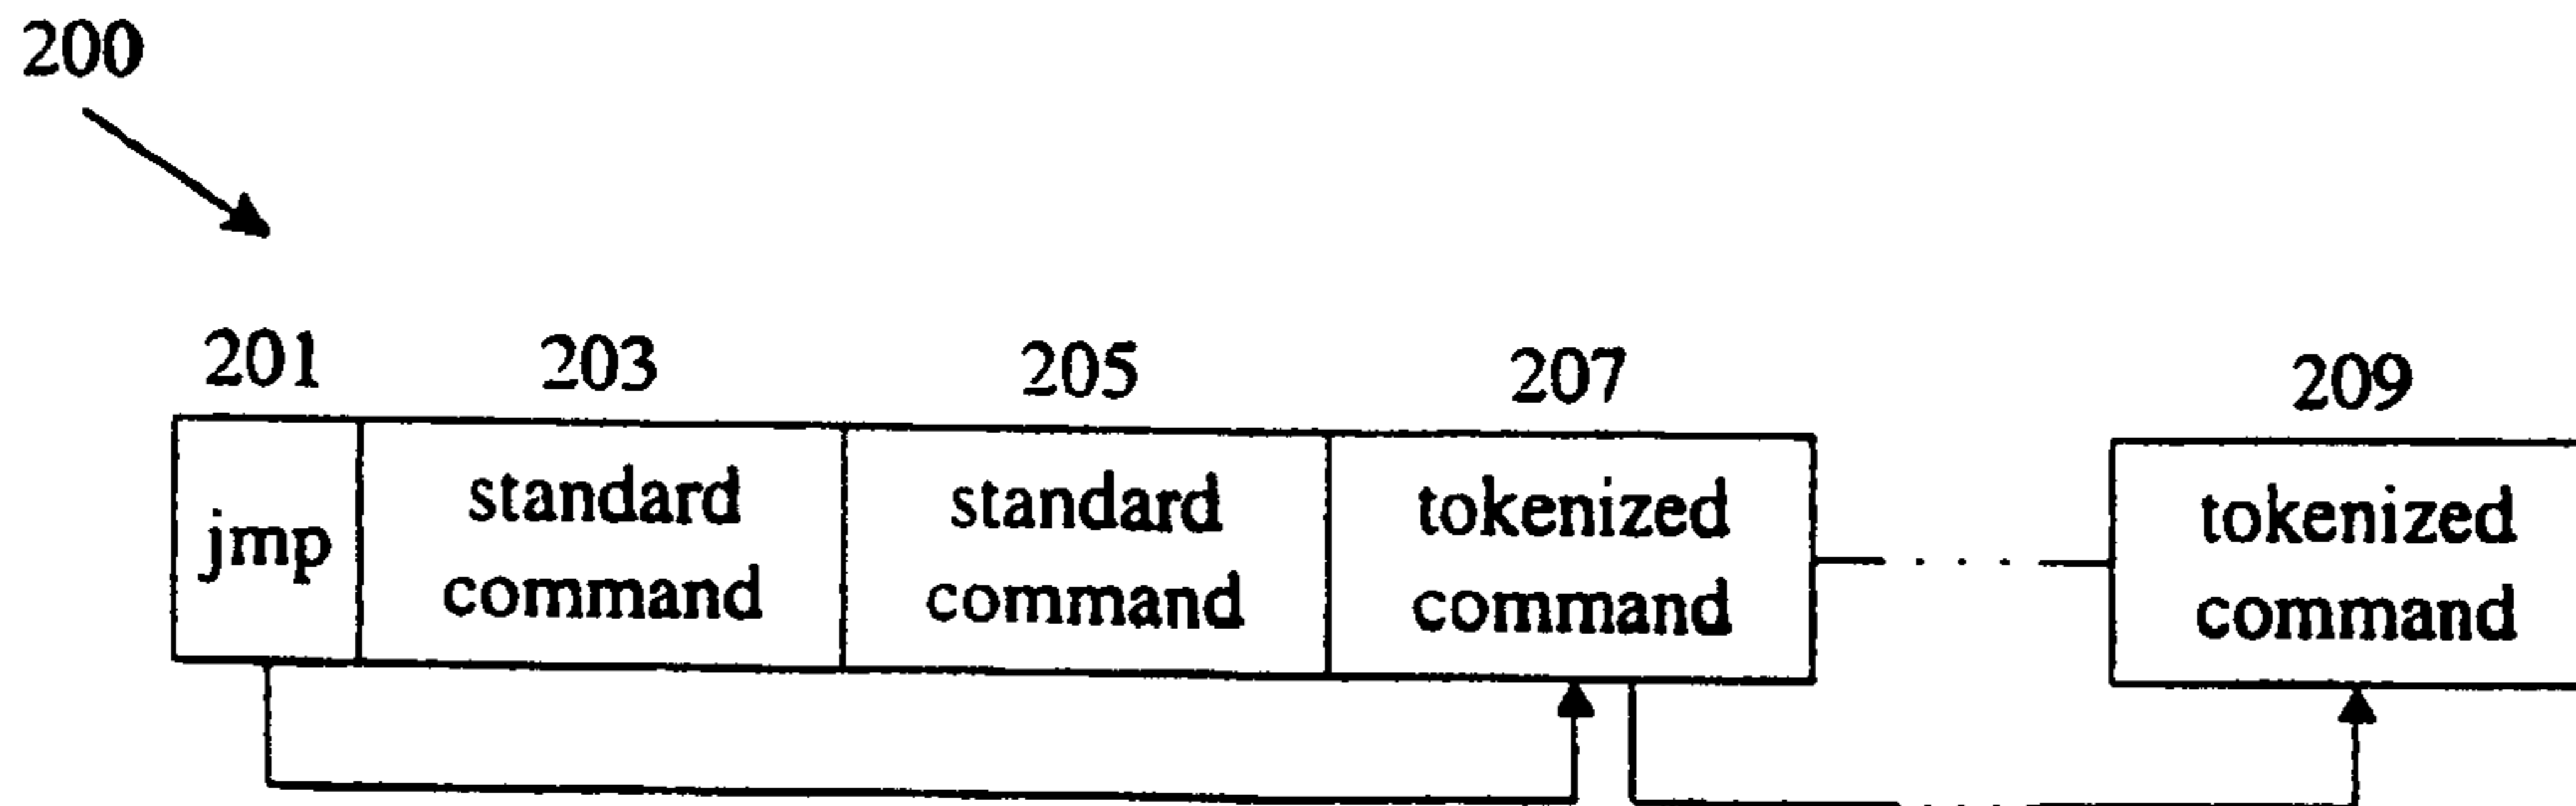 200
201
203
205
207
209
jmp
standard
command
standard
command
tokenized
command
tokenized
command